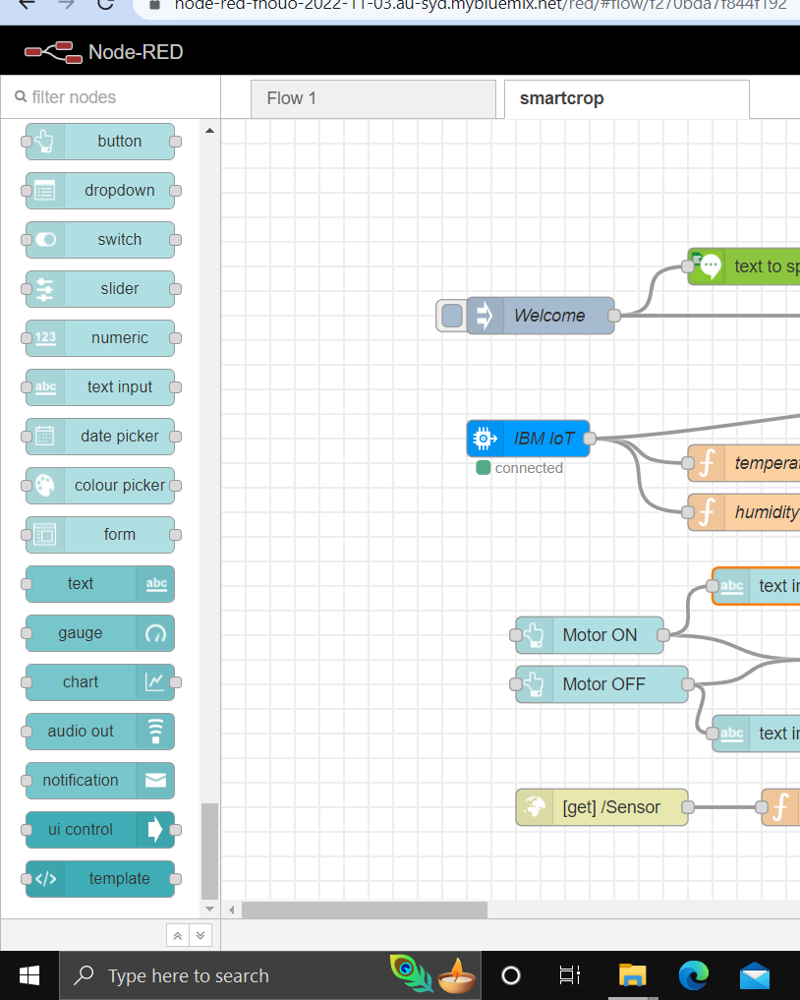 node-red-fhouo-2022-11-03.au-syd.mybluemix.net/red/#flow/f270bda7f844f192
Node-RED
filter nodes
Flow 1
smartcrop
button
dropdown
switch
slider
123
numeric
abc
text input
date picker
colour picker
form
text
abc
gauge
chart
audio out
notification
ui control
</>
template
text to sp
Welcome
IBM IoT
connected
f
temperat
f
humidity
abc
text in
Motor ON
Motor OFF
abc
text in
[get] /Sensor
f
Type here to search